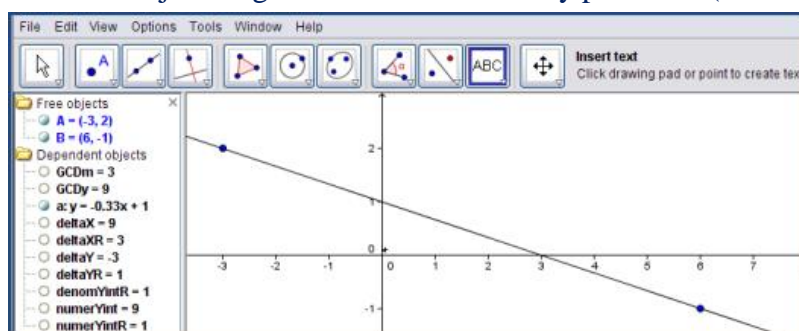 File Edit View Options Tools Window Help
A
ABC
Insert text
Click drawing pad or point to create tex
Free objects
A = (-3, 2)
B = (6, -1)
Dependent objects
GCDm = 3
GCDy = 9
a: y = -0.33x + 1
deltaX = 9
deltaXR = 3
deltaY = -3
deltaYR = 1
denomYintR = 1
numerYint = 9
numerYintR = 1
2
1
0
-1
-3 -2 -1 0 1 2 3 4 5 6 7